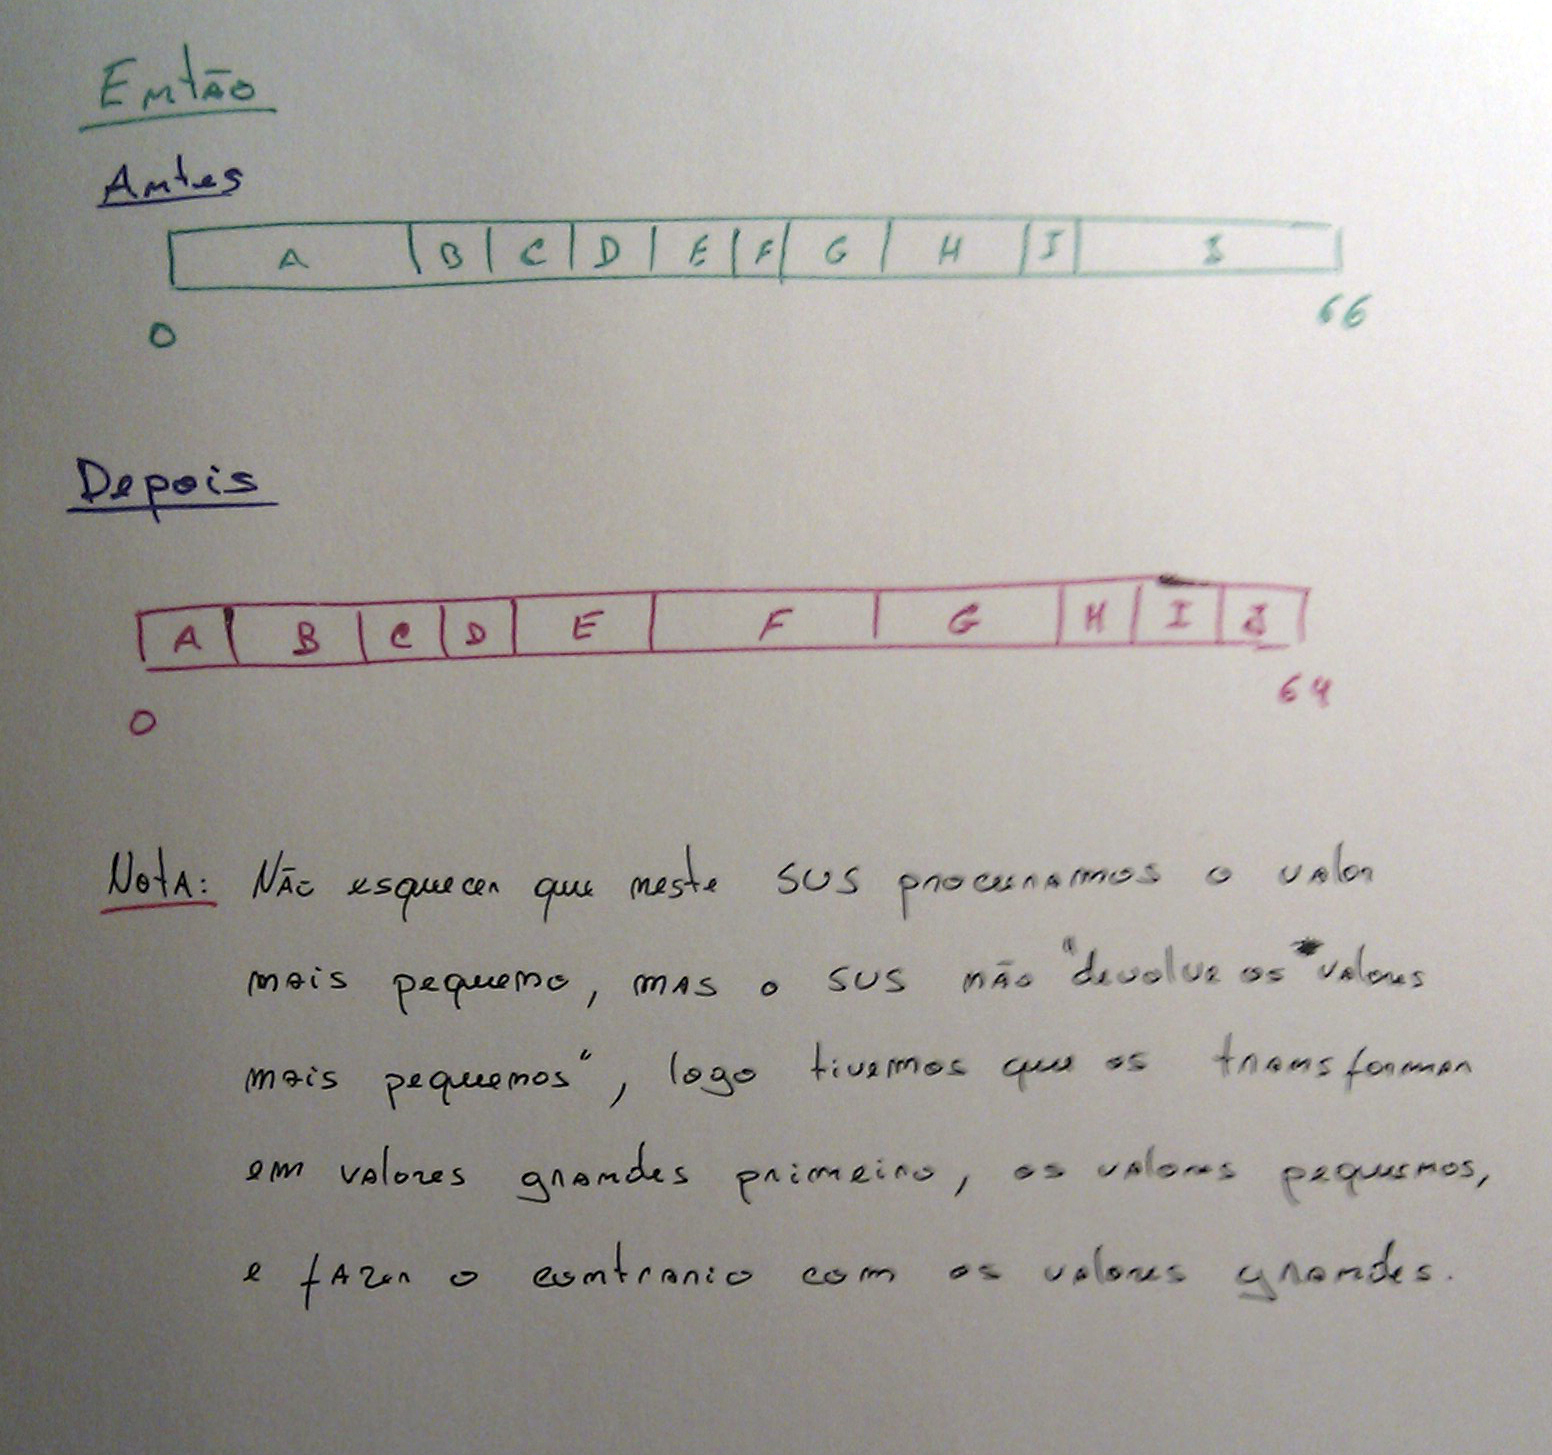 Então
Antes
A B C D E F G H I J
0 66
Depois
A B C D E F G H I J
0 64
Nota: Não esquecer que neste SUS procuramos o valor
mais pequeno, mas o SUS não "devolve os valores
mais pequenos", logo tivemos que os transformar
em valores grandes primeiro, os valores pequenos,
e fazer o contrario com os valores grandes.